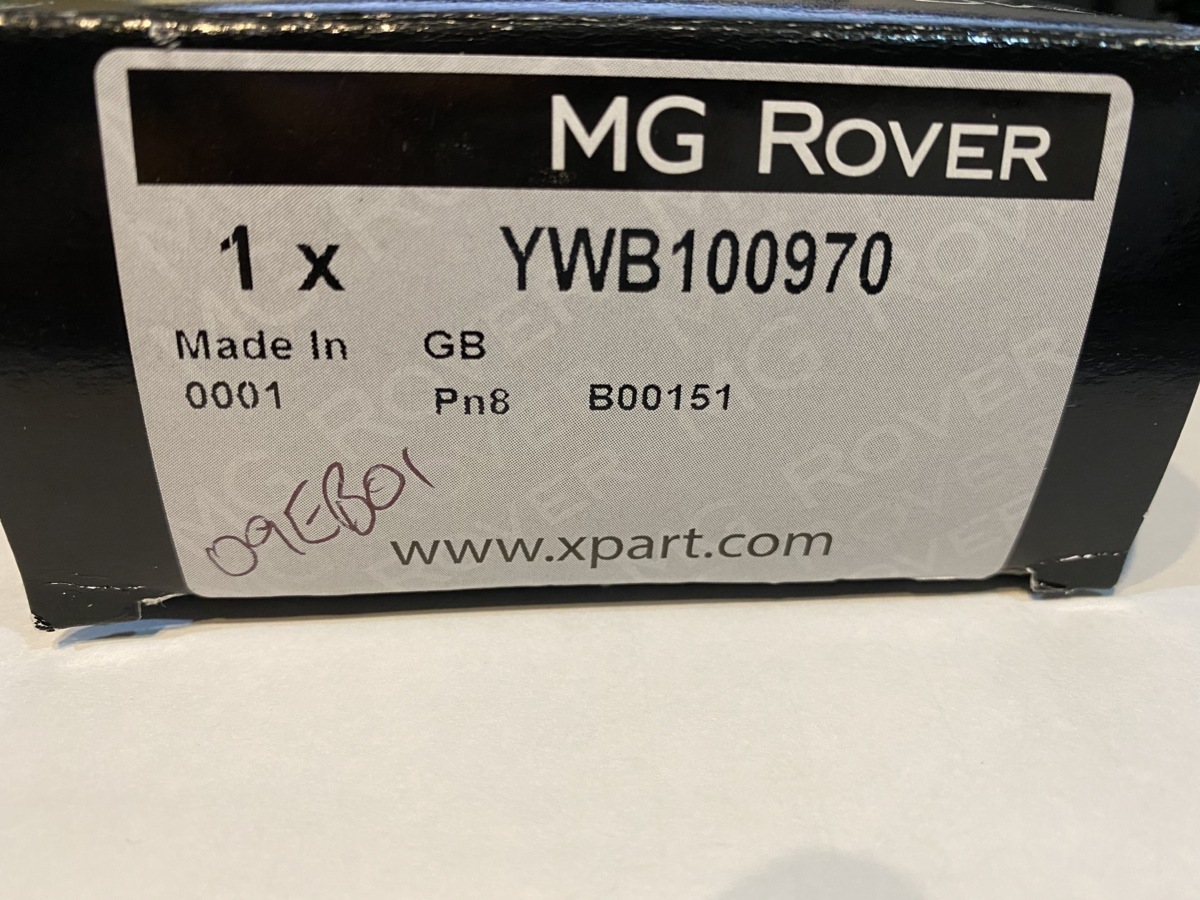 MG ROVER
1 x YWB100970
Made In GB
0001 Pn8 B00151
09EB01
www.xpart.com